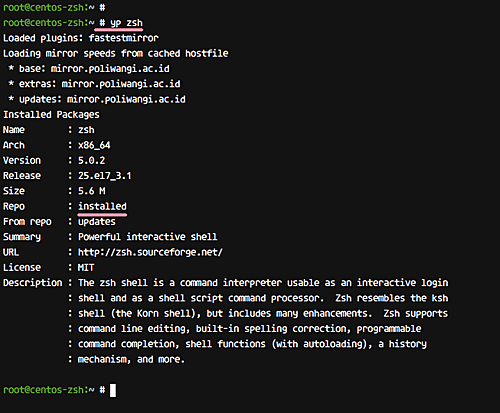 root@centos-zsh:~ #
root@centos-zsh:~ # yp zsh
Loaded plugins: fastestmirror
Loading mirror speeds from cached hostfile
 * base: mirror.poliwangi.ac.id
 * extras: mirror.poliwangi.ac.id
 * updates: mirror.poliwangi.ac.id
Installed Packages
Name        : zsh
Arch        : x86_64
Version     : 5.0.2
Release     : 25.el7_3.1
Size        : 5.6 M
Repo        : installed
From repo   : updates
Summary     : Powerful interactive shell
URL         : http://zsh.sourceforge.net/
License     : MIT
Description : The zsh shell is a command interpreter usable as an interactive login
            : shell and as a shell script command processor.  Zsh resembles the ksh
            : shell (the Korn shell), but includes many enhancements.  Zsh supports
            : command line editing, built-in spelling correction, programmable
            : command completion, shell functions (with autoloading), a history
            : mechanism, and more.
root@centos-zsh:~ #